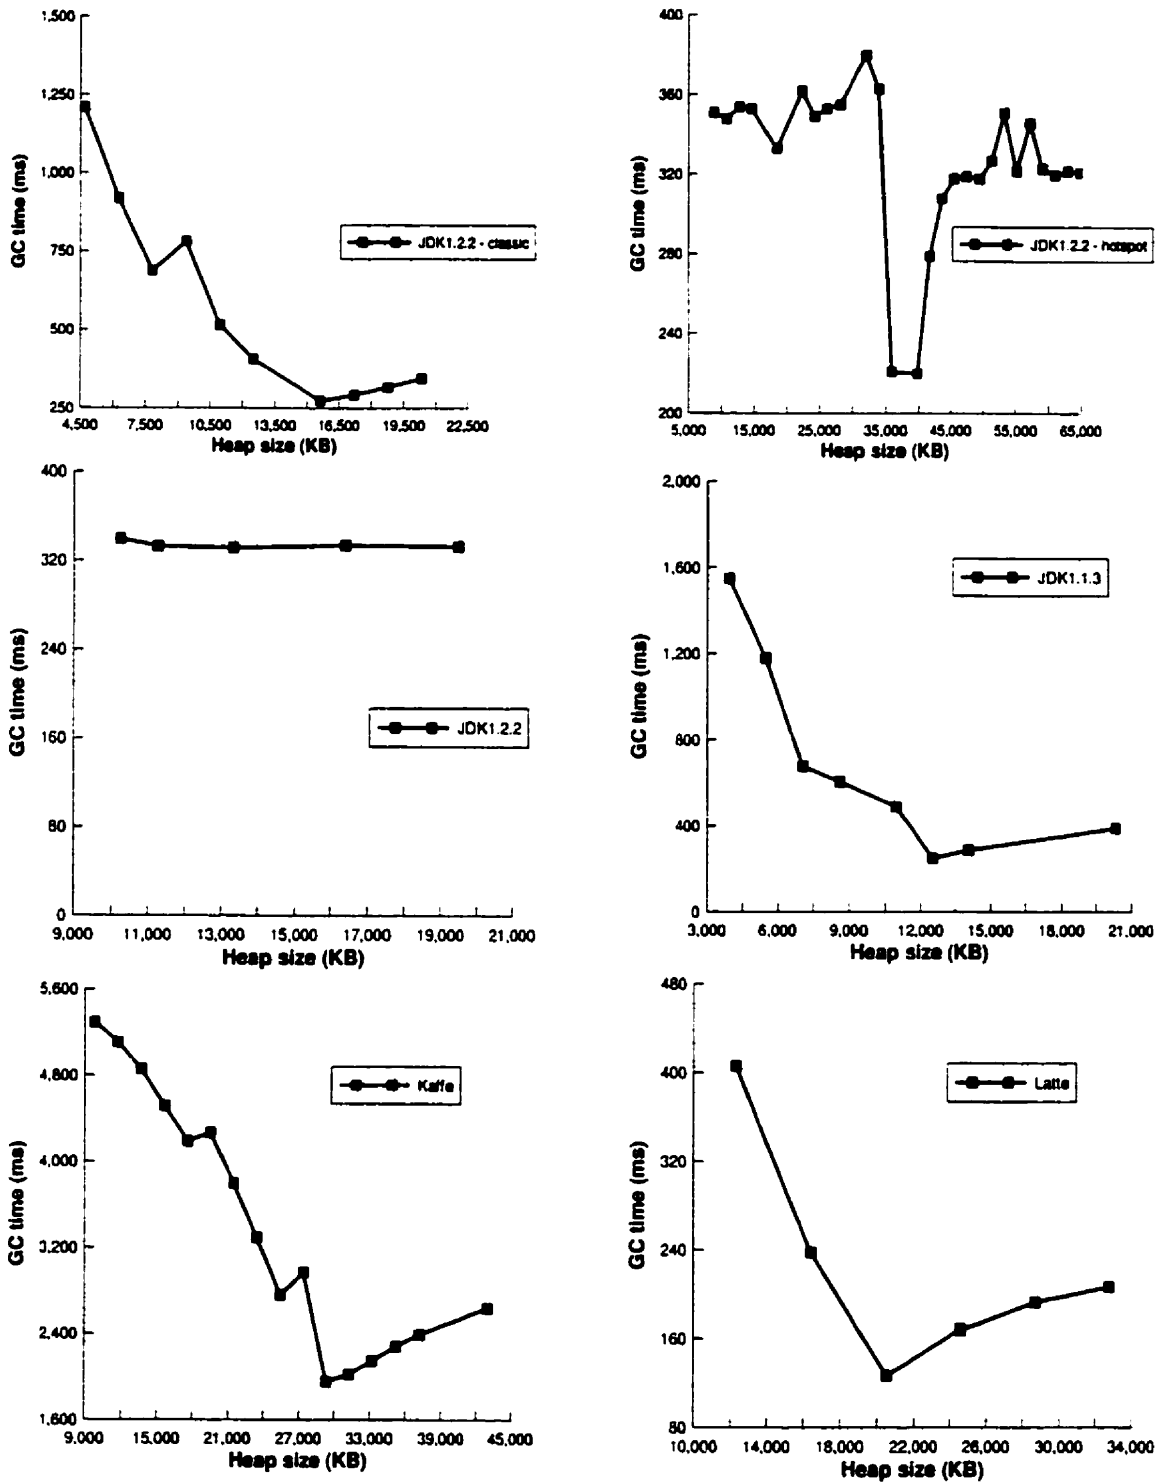 1,500
1,250
1,000
750
500
250
GC time (ms)
JDK1.2.2 - classic
4,500 7,500 10,500 13,500 16,500 19,500 22,500
Heap size (KB)
400
360
320
280
240
200
GC time (ms)
JDK1.2.2 - hotspot
5,000 15,000 25,000 35,000 45,000 55,000 65,000
Heap size (KB)
400
320
240
160
80
0
GC time (ms)
JDK1.2.2
9,000 11,000 13,000 15,000 17,000 19,000 21,000
Heap size (KB)
2,000
1,600
1,200
800
400
0
GC time (ms)
JDK1.1.3
3,000 6,000 9,000 12,000 15,000 18,000 21,000
Heap size (KB)
5,600
4,800
4,000
3,200
2,400
1,600
GC time (ms)
Kaffe
9,000 15,000 21,000 27,000 33,000 39,000 45,000
Heap size (KB)
480
400
320
240
160
80
GC time (ms)
Latte
10,000 14,000 18,000 22,000 26,000 30,000 34,000
Heap size (KB)